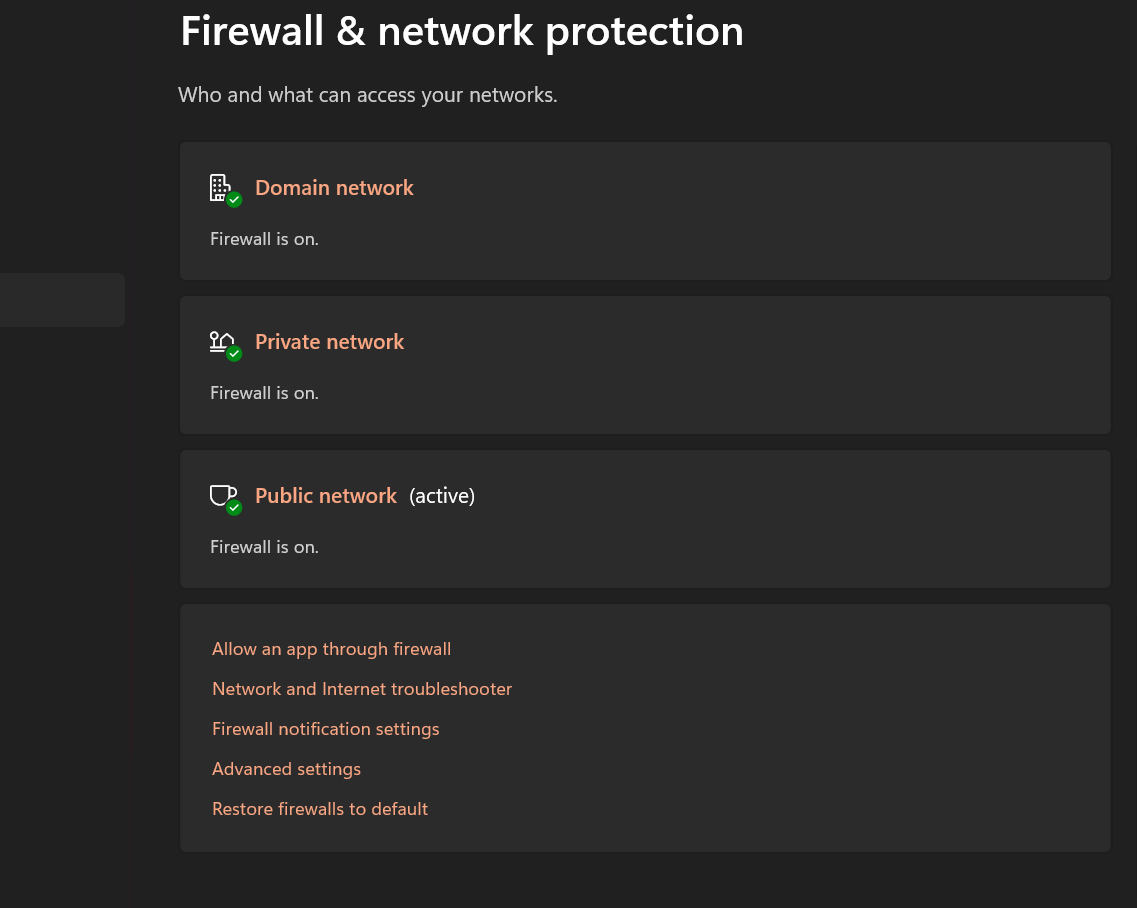 Firewall & network protection
Who and what can access your networks.
Domain network
Firewall is on.
Private network
Firewall is on.
Public network (active)
Firewall is on.
Allow an app through firewall
Network and Internet troubleshooter
Firewall notification settings
Advanced settings
Restore firewalls to default